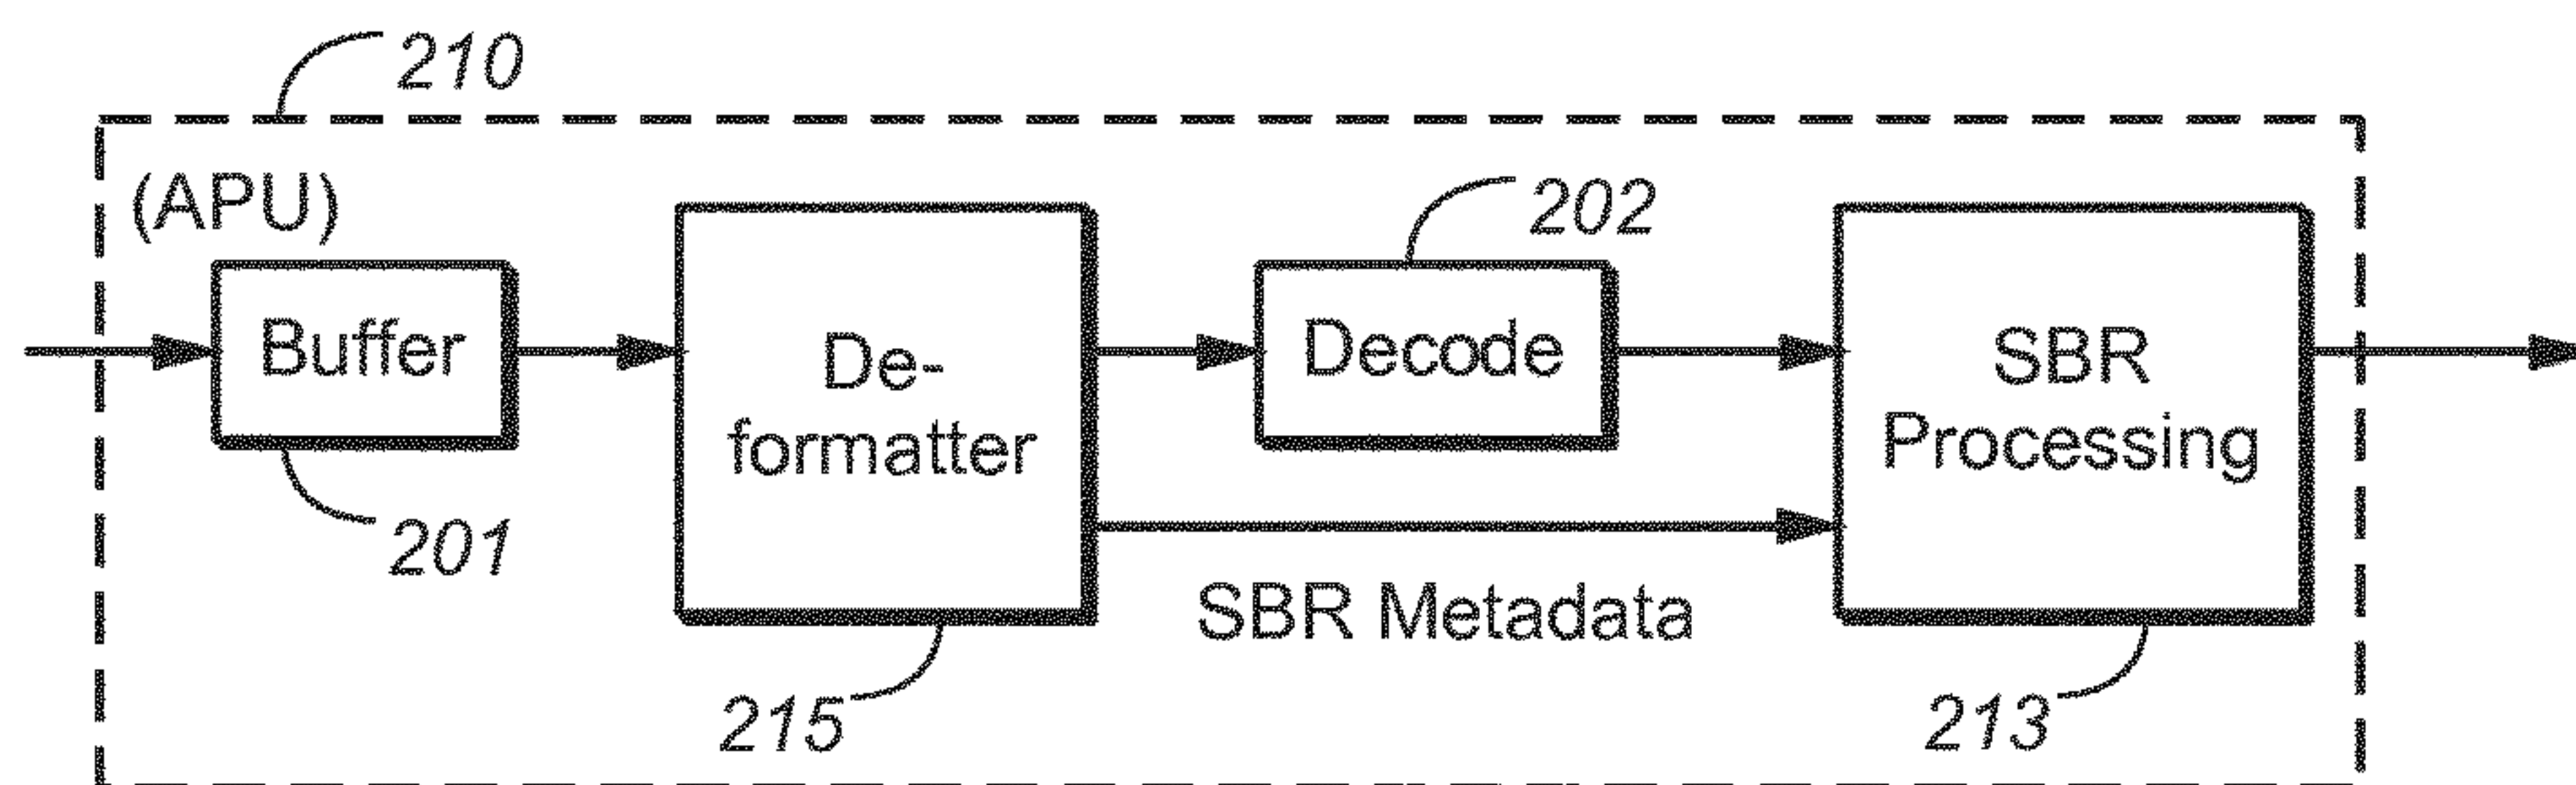 210
(APU)
202
Buffer
De-
formatter
Decode
SBR
Processing
201
SBR Metadata
215
213